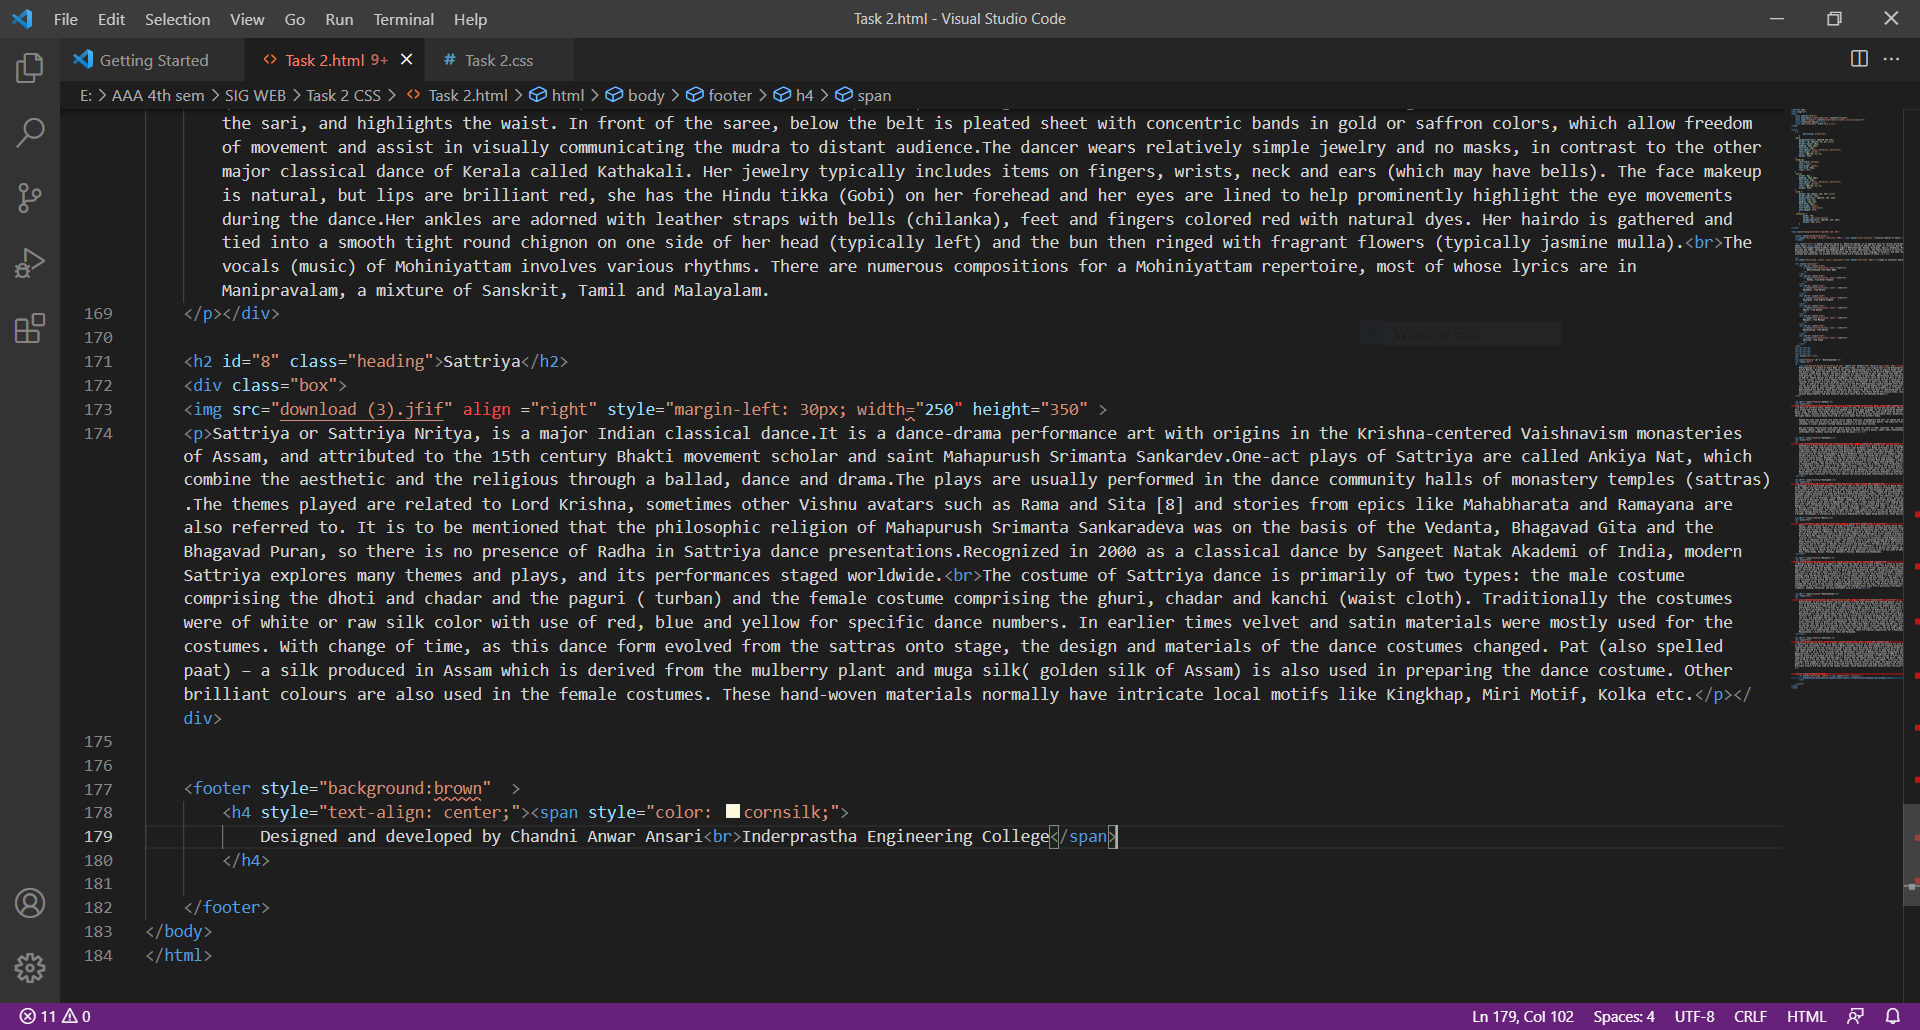 File Edit Selection View Go Run Terminal Help
Task 2.html - Visual Studio Code
Getting Started
Task 2.html 9+
# Task 2.css
E: > AAA 4th sem > SIG WEB > Task 2 CSS > Task 2.html > html > body > footer > h4 > span
the sari, and highlights the waist. In front of the saree, below the belt is pleated sheet with concentric bands in gold or saffron colors, which allow freedom
of movement and assist in visually communicating the mudra to distant audience.The dancer wears relatively simple jewelry and no masks, in contrast to the other
major classical dance of Kerala called Kathakali. Her jewelry typically includes items on fingers, wrists, neck and ears (which may have bells). The face makeup
is natural, but lips are brilliant red, she has the Hindu tikka (Gobi) on her forehead and her eyes are lined to help prominently highlight the eye movements
during the dance.Her ankles are adorned with leather straps with bells (chilanka), feet and fingers colored red with natural dyes. Her hairdo is gathered and
tied into a smooth tight round chignon on one side of her head (typically left) and the bun then ringed with fragrant flowers (typically jasmine mulla).<br>The
vocals (music) of Mohiniyattam involves various rhythms. There are numerous compositions for a Mohiniyattam repertoire, most of whose lyrics are in
Manipravalam, a mixture of Sanskrit, Tamil and Malayalam.
169 </p></div>
170
Window Snip
171 <h2 id="8" class="heading">Sattriya</h2>
172 <div class="box">
173 <img src="download (3).jfif" align ="right" style="margin-left: 30px; width="250" height="350" >
174 <p>Sattriya or Sattriya Nritya, is a major Indian classical dance.It is a dance-drama performance art with origins in the Krishna-centered Vaishnavism monasteries
of Assam, and attributed to the 15th century Bhakti movement scholar and saint Mahapurush Srimanta Sankardev.One-act plays of Sattriya are called Ankiya Nat, which
combine the aesthetic and the religious through a ballad, dance and drama.The plays are usually performed in the dance community halls of monastery temples (sattras)
.The themes played are related to Lord Krishna, sometimes other Vishnu avatars such as Rama and Sita [8] and stories from epics like Mahabharata and Ramayana are
also referred to. It is to be mentioned that the philosophic religion of Mahapurush Srimanta Sankaradeva was on the basis of the Vedanta, Bhagavad Gita and the
Bhagavad Puran, so there is no presence of Radha in Sattriya dance presentations.Recognized in 2000 as a classical dance by Sangeet Natak Akademi of India, modern
Sattriya explores many themes and plays, and its performances staged worldwide.<br>The costume of Sattriya dance is primarily of two types: the male costume
comprising the dhoti and chadar and the paguri ( turban) and the female costume comprising the ghuri, chadar and kanchi (waist cloth). Traditionally the costumes
were of white or raw silk color with use of red, blue and yellow for specific dance numbers. In earlier times velvet and satin materials were mostly used for the
costumes. With change of time, as this dance form evolved from the sattras onto stage, the design and materials of the dance costumes changed. Pat (also spelled
paat) – a silk produced in Assam which is derived from the mulberry plant and muga silk( golden silk of Assam) is also used in preparing the dance costume. Other
brilliant colours are also used in the female costumes. These hand-woven materials normally have intricate local motifs like Kingkhap, Miri Motif, Kolka etc.</p></
div>
175
176
177 <footer style="background:brown"  >
178 <h4 style="text-align: center;"><span style="color: cornsilk;">
179 Designed and developed by Chandni Anwar Ansari<br>Inderprastha Engineering College</span>
180 </h4>
181
182 </footer>
183 </body>
184 </html>
11 0
Ln 179, Col 102 Spaces: 4 UTF-8 CRLF HTML